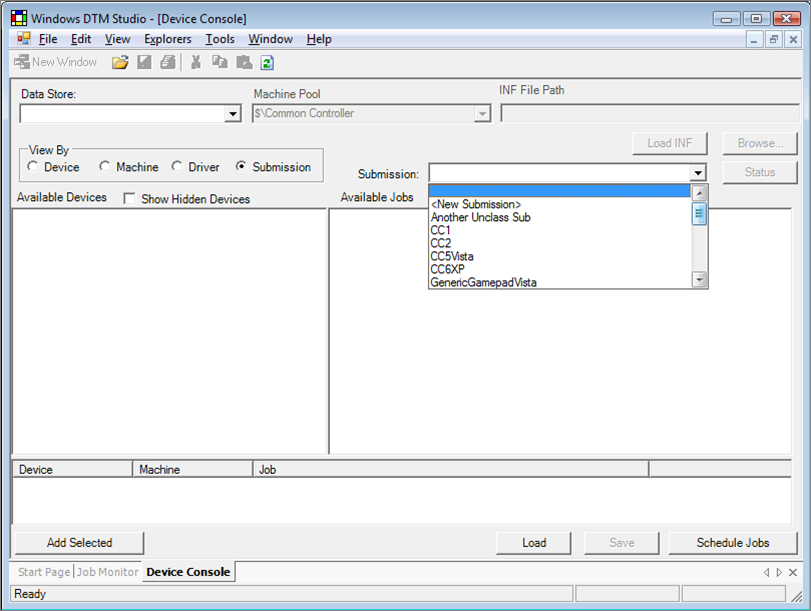 Windows DTM Studio - [Device Console]
File Edit View Explorers Tools Window Help
New Window
Data Store:
Machine Pool
INF File Path
$\Common Controller
Load INF
Browse...
View By
Device Machine Driver Submission
Submission:
Status
Available Devices
Show Hidden Devices
Available Jobs
<New Submission>
Another Unclass Sub
CC1
CC2
CC5Vista
CC6XP
GenericGamepadVista
Device Machine Job
Add Selected
Load
Save
Schedule Jobs
Start Page Job Monitor Device Console
Ready